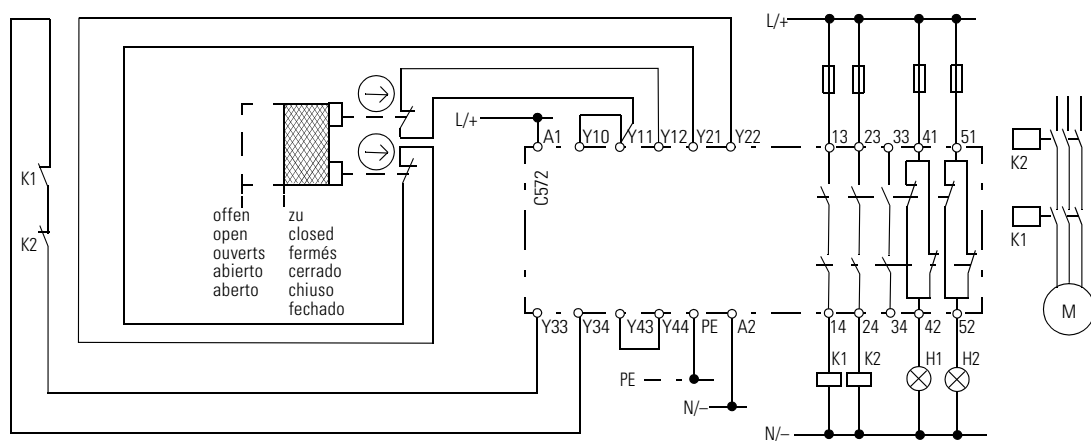 L/+
L/+
A1 Y10 Y11 Y12 Y21 Y22
13 23 33 41 51
C572
K1
K2
K2
K1
offen zu
open closed
ouverts fermés
abierto cerrado
aberto chiuso
fechado
M
Y33 Y34 Y43 Y44 PE A2
14 24 34 42 52
K1 K2 H1 H2
PE
N/–
N/–